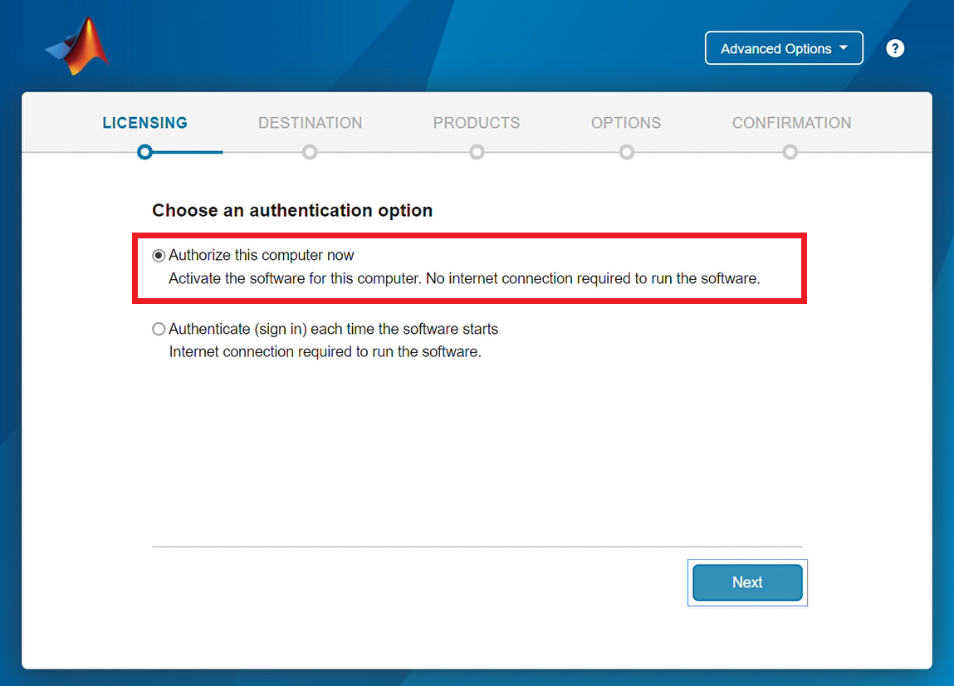 Advanced Options
?
LICENSING DESTINATION PRODUCTS OPTIONS CONFIRMATION
Choose an authentication option
Authorize this computer now
Activate the software for this computer. No internet connection required to run the software.
Authenticate (sign in) each time the software starts
Internet connection required to run the software.
Next